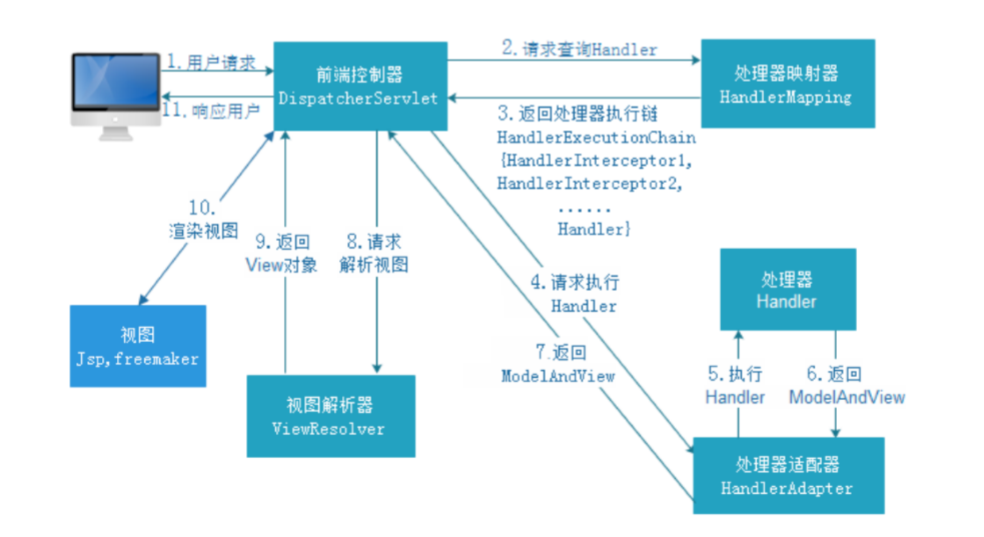 1.用户请求
11.响应用户
前端控制器
DispatcherServlet
2.请求查询Handler
处理器映射器
HandlerMapping
3.返回处理器执行链
HandlerExecutionChain
{HandlerInterceptor1,
HandlerInterceptor2,
......
Handler}
10.
渲染视图
9.返回
View对象
8.请求
解析视图
4.请求执行
Handler
处理器
Handler
视图
Jsp,freemaker
7.返回
ModelAndView
5.执行
Handler
6.返回
ModelAndView
视图解析器
ViewResolver
处理器适配器
HandlerAdapter